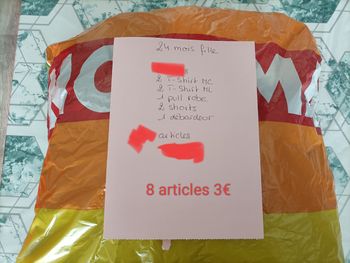 24 mois fille
2 T-Shirt MC
2 T-Shirt ML
1 pull robe
2 shorts
1 débardeur
articles
8 articles 3€